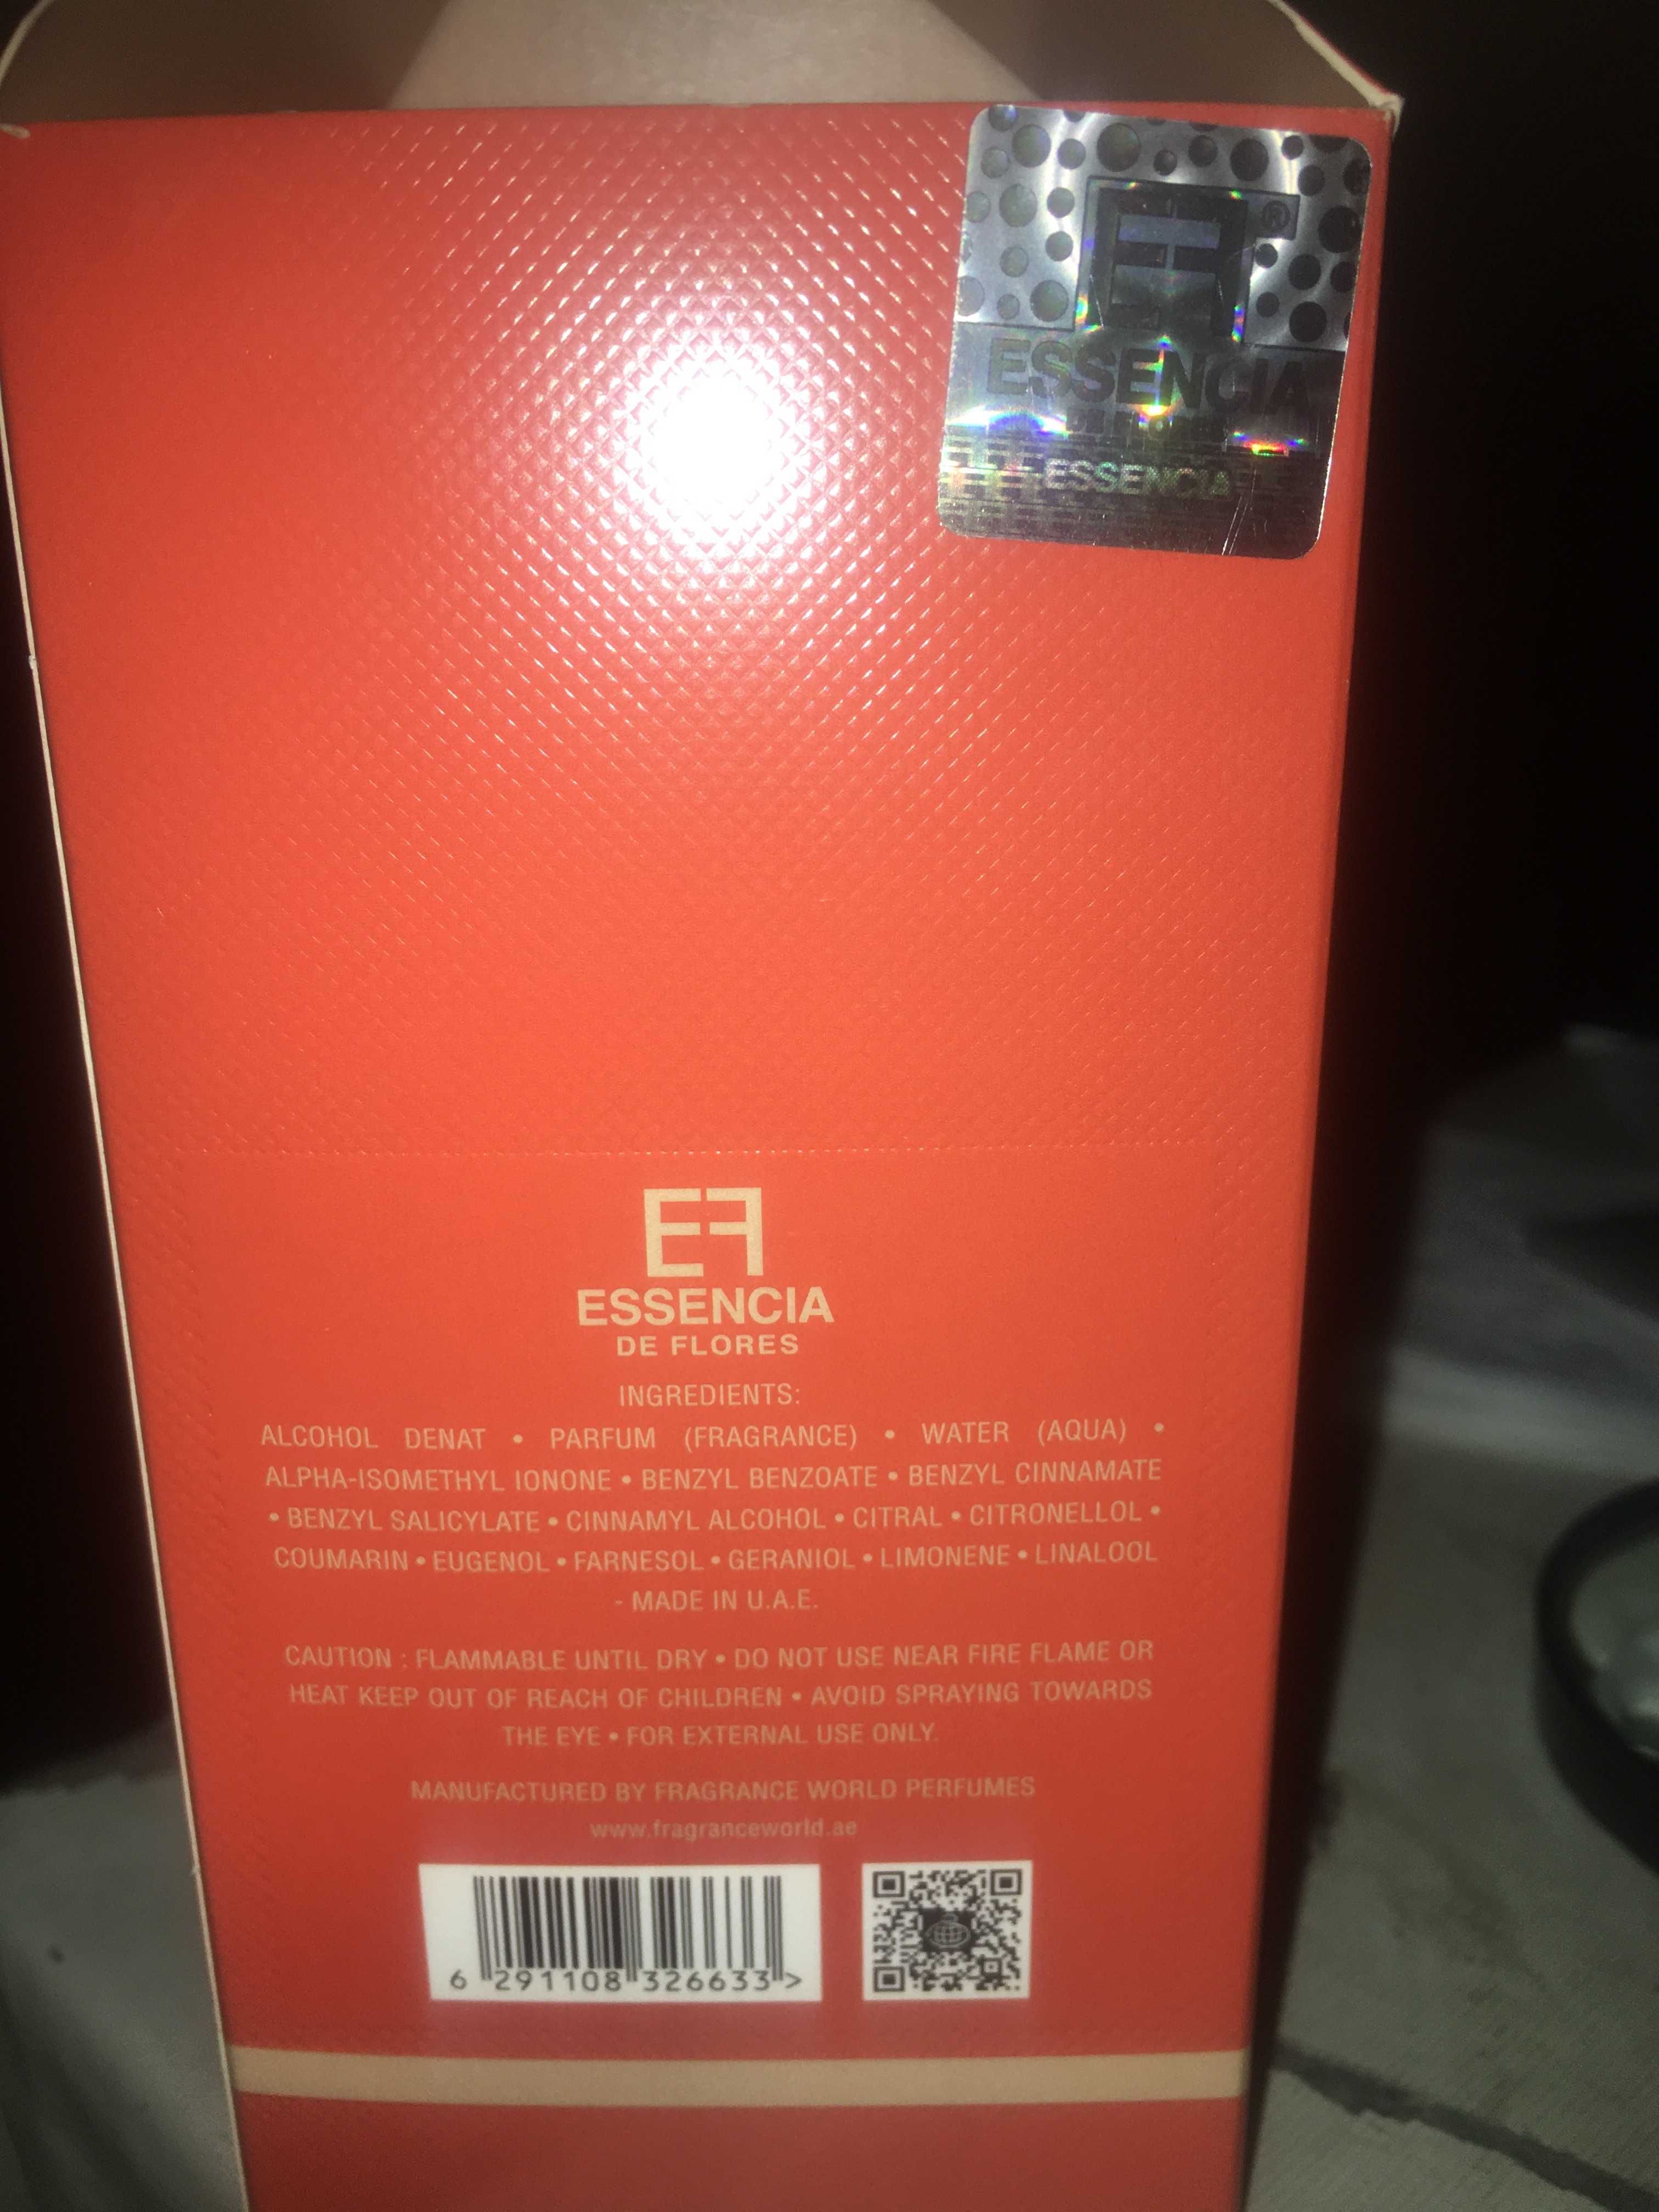 EF
®
ESSENCIA
ESSENCIA
EF
ESSENCIA
DE FLORES
INGREDIENTS:
ALCOHOL DENAT • PARFUM (FRAGRANCE) • WATER (AQUA) •
ALPHA-ISOMETHYL IONONE • BENZYL BENZOATE • BENZYL CINNAMATE
• BENZYL SALICYLATE • CINNAMYL ALCOHOL • CITRAL • CITRONELLOL •
COUMARIN • EUGENOL • FARNESOL • GERANIOL • LIMONENE • LINALOOL
- MADE IN U.A.E.
CAUTION : FLAMMABLE UNTIL DRY • DO NOT USE NEAR FIRE FLAME OR
HEAT KEEP OUT OF REACH OF CHILDREN • AVOID SPRAYING TOWARDS
THE EYE • FOR EXTERNAL USE ONLY.
MANUFACTURED BY FRAGRANCE WORLD PERFUMES
www.fragranceworld.ae
6 291108 326633 >